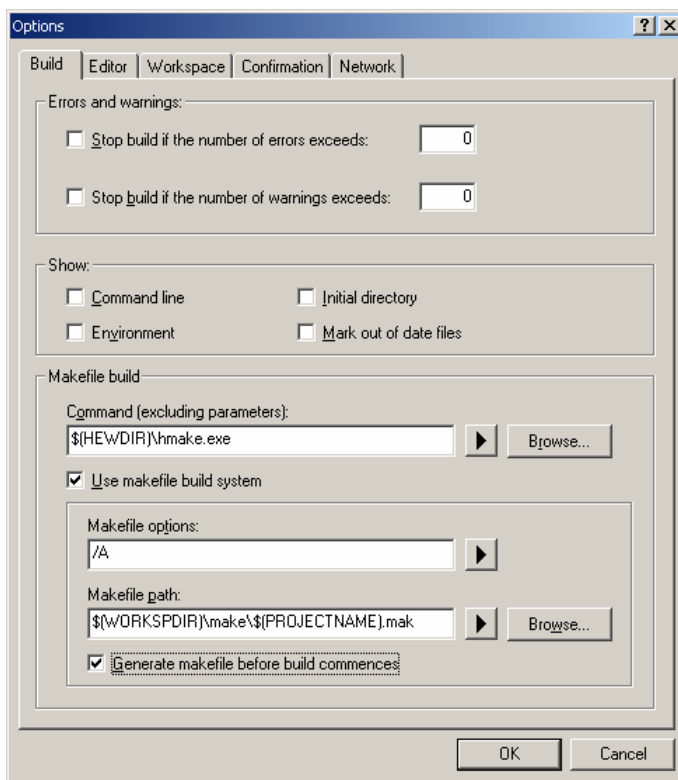 Options
Build Editor Workspace Confirmation Network
Errors and warnings:
Stop build if the number of errors exceeds: 0
Stop build if the number of warnings exceeds: 0
Show:
Command line Initial directory
Environment Mark out of date files
Makefile build
Command (excluding parameters):
$(HEWDIR)\hmake.exe Browse...
Use makefile build system
Makefile options:
/A
Makefile path:
$(WORKSPDIR)\make\$(PROJECTNAME).mak Browse...
Generate makefile before build commences
OK Cancel